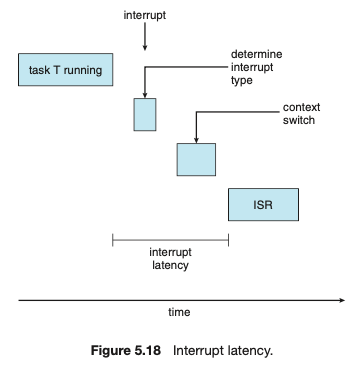 interrupt
task T running
determine
interrupt
type
context
switch
ISR
interrupt
latency
time
Figure 5.18 Interrupt latency.